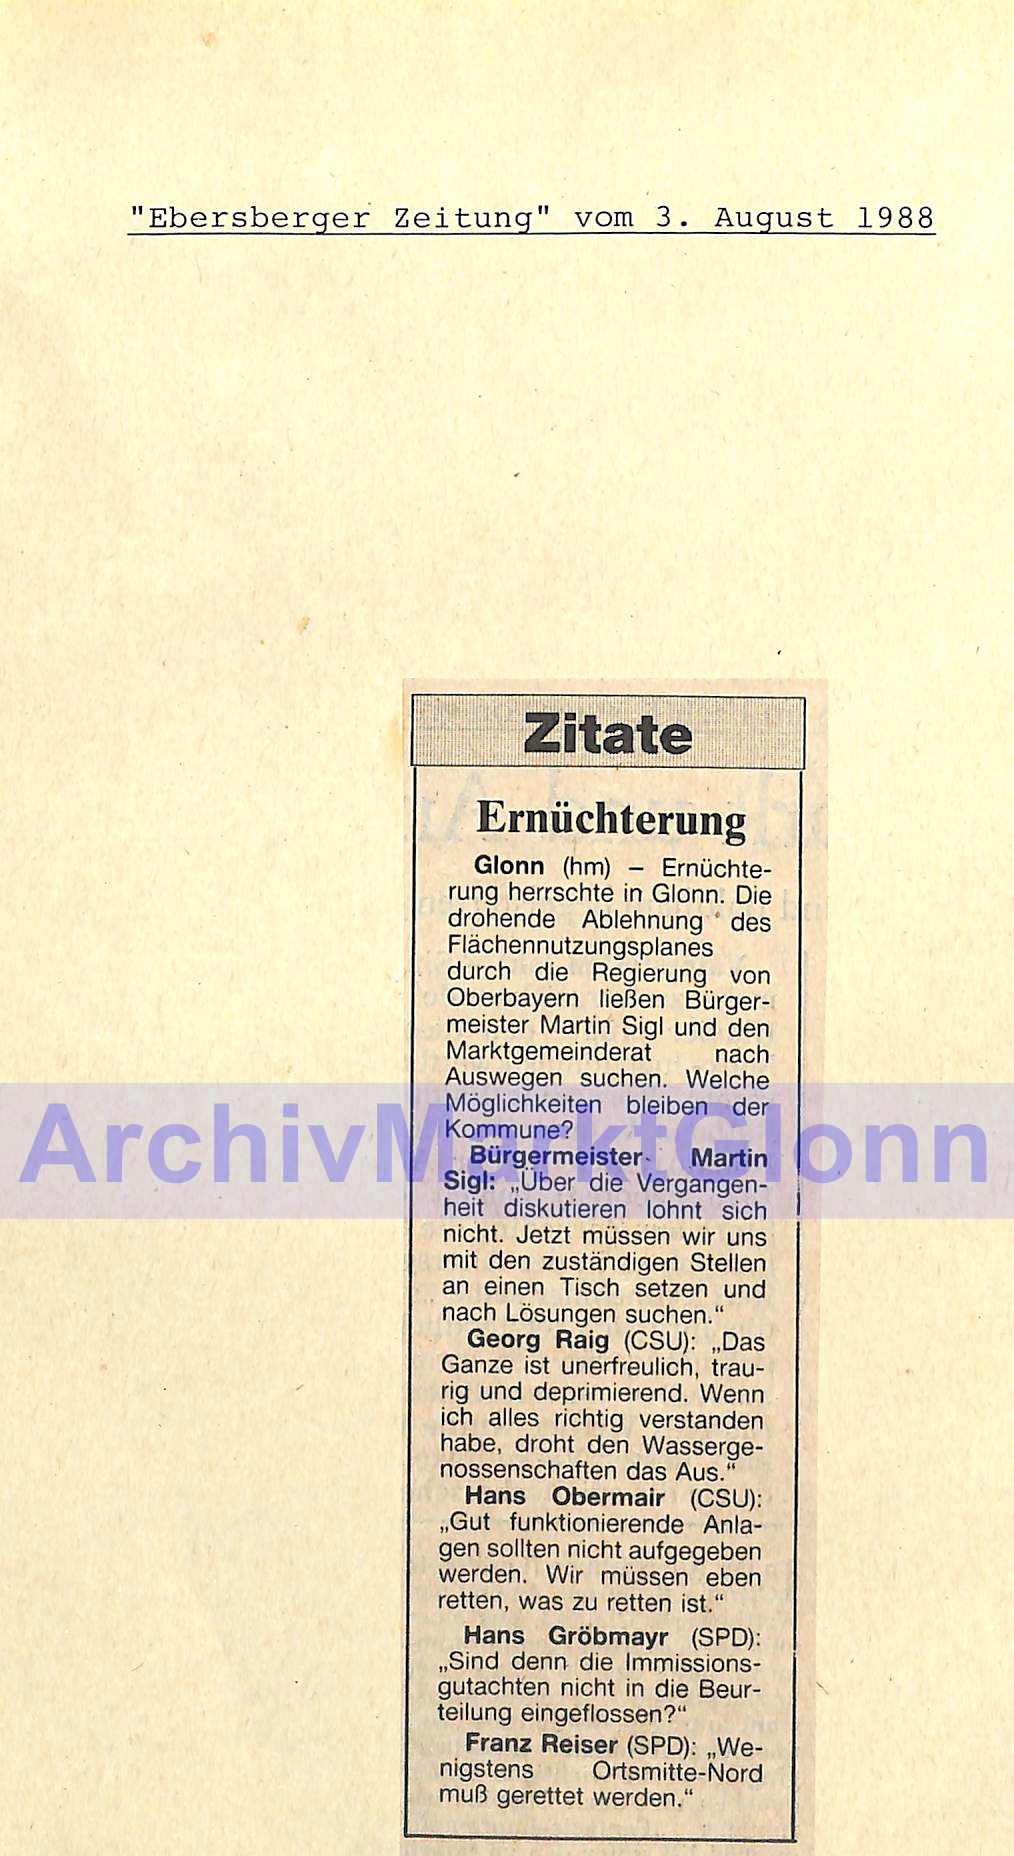 "Ebersberger Zeitung" vom 3. August 1988
Zitate
Ernüchterung
Glonn (hm) – Ernüchte-
rung herrschte in Glonn. Die
drohende Ablehnung des
Flächennutzungsplanes
durch die Regierung von
Oberbayern ließen Bürger-
meister Martin Sigl und den
Marktgemeinderat nach
Auswegen suchen. Welche
Möglichkeiten bleiben der
Kommune?
ArchivMarktGlonn
Bürgermeister Martin
Sigl: „Über die Vergangen-
heit diskutieren lohnt sich
nicht. Jetzt müssen wir uns
mit den zuständigen Stellen
an einen Tisch setzen und
nach Lösungen suchen.“
Georg Raig (CSU): „Das
Ganze ist unerfreulich, trau-
rig und deprimierend. Wenn
ich alles richtig verstanden
habe, droht den Wasserge-
nossenschaften das Aus.“
Hans Obermair (CSU):
„Gut funktionierende Anla-
gen sollten nicht aufgegeben
werden. Wir müssen eben
retten, was zu retten ist.“
Hans Gröbmayr (SPD):
„Sind denn die Immissions-
gutachten nicht in die Beur-
teilung eingeflossen?“
Franz Reiser (SPD): „We-
nigstens Ortsmitte-Nord
muß gerettet werden.“